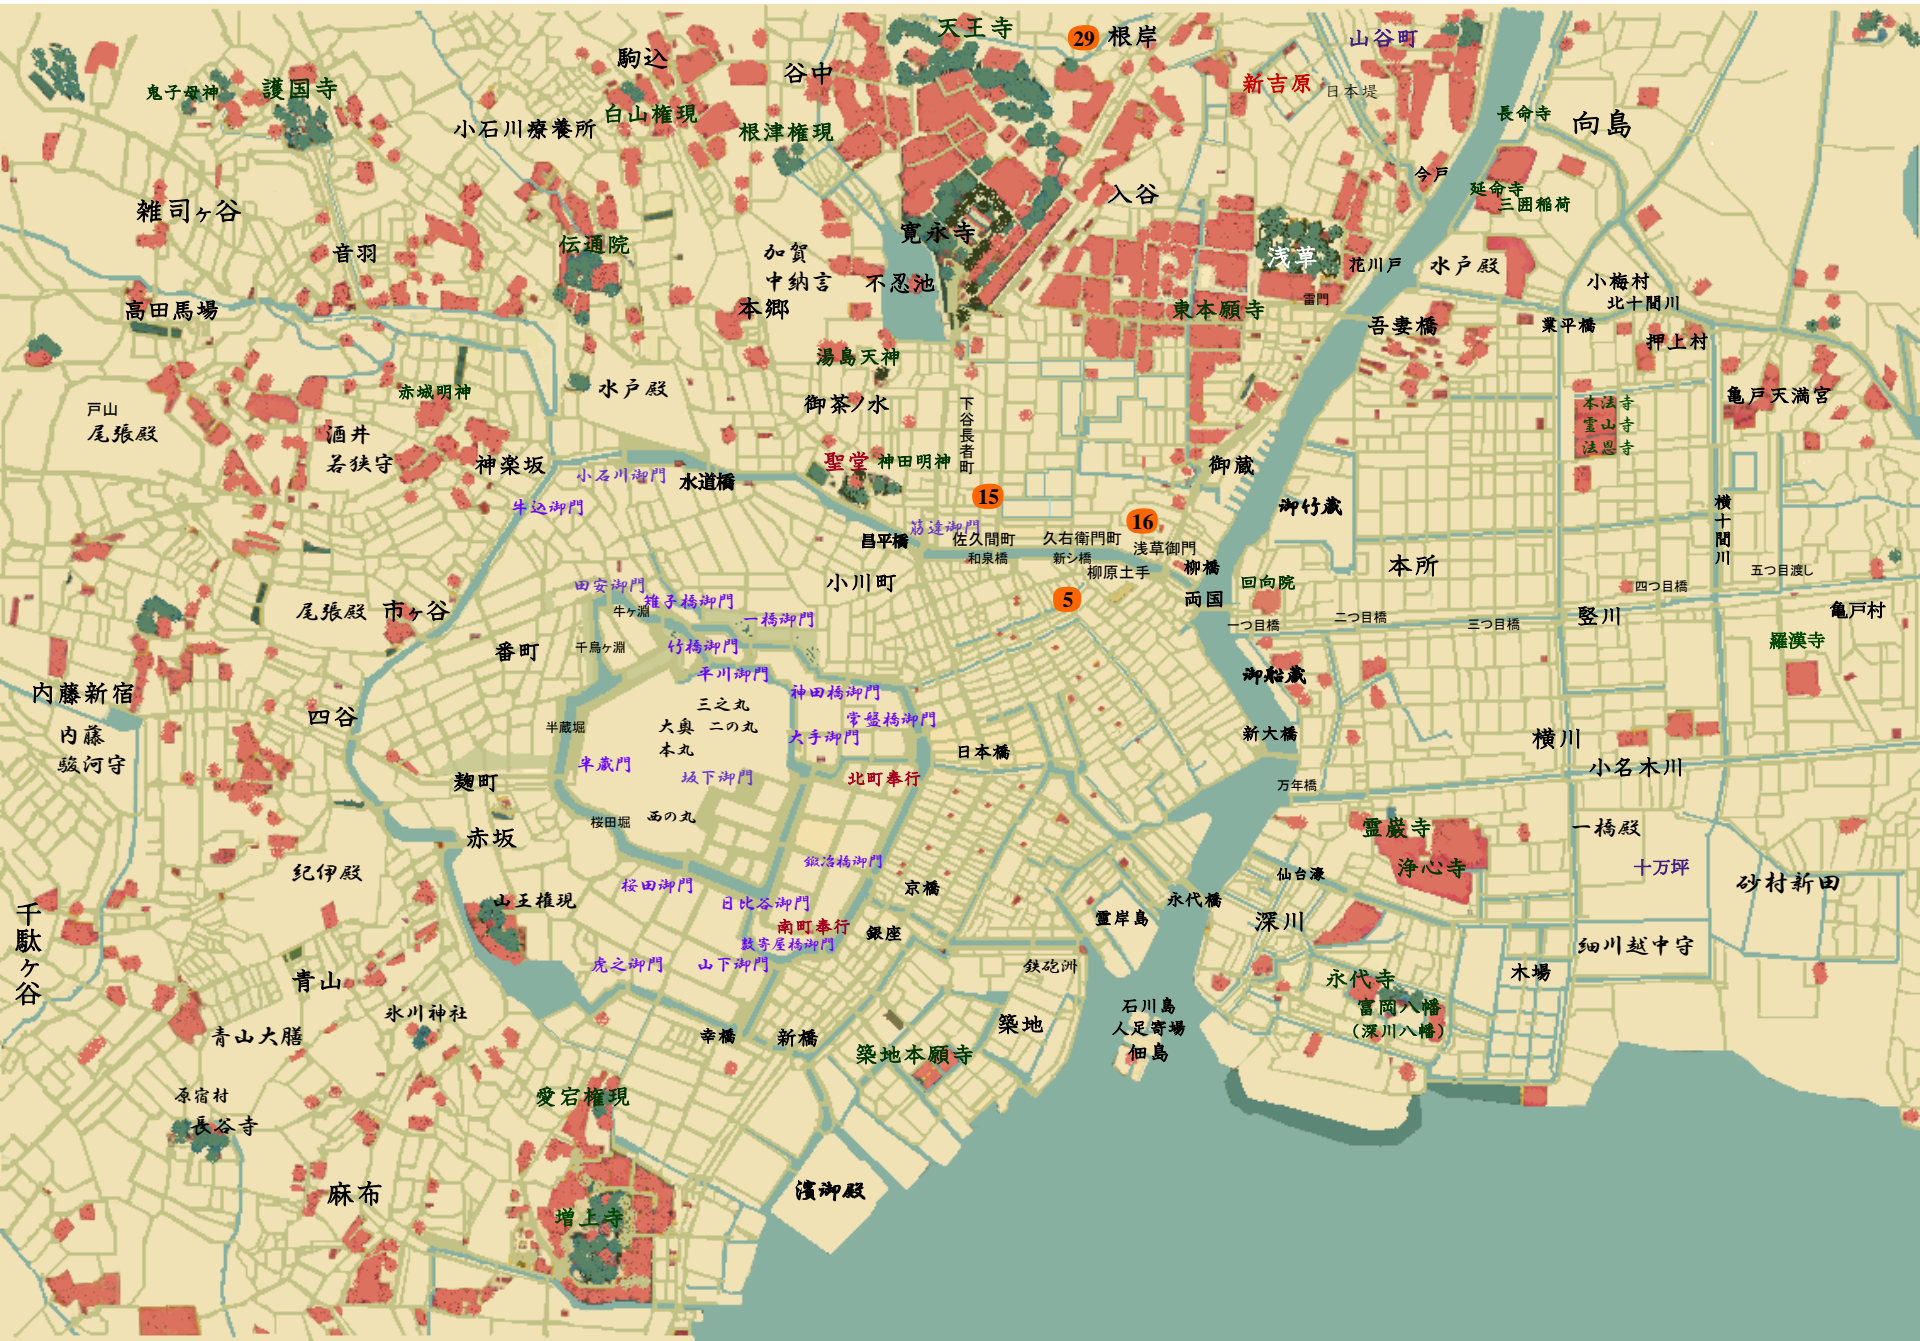 天王寺
29
根岸
山谷町
駒込
谷中
新吉原
日本堤
鬼子母神
護国寺
白山権現
小石川療養所
根津権現
長命寺
向島
今戸
延命寺
三囲稲荷
入谷
雑司ヶ谷
音羽
伝通院
加賀
中納言
寛永寺
不忍池
浅草
花川戸
水戸殿
雷門
小梅村
北十間川
高田馬場
本郷
東本願寺
吾妻橋
業平橋
押上村
湯島天神
赤城明神
水戸殿
御茶ノ水
下谷長者町
戸山
尾張殿
酒井
若狭守
神楽坂
本法寺
霊山寺
法恩寺
亀戸天満宮
小石川御門
水道橋
聖堂
神田明神
御蔵
牛込御門
15
16
御竹蔵
横十間川
筋違御門
昌平橋
佐久間町
和泉橋
久右衛門町
新シ橋
浅草御門
柳原土手
柳橋
本所
小川町
回向院
四つ目橋
五つ目渡し
田安御門
雉子橋御門
牛ヶ淵
一橋御門
5
両国
一つ目橋
二つ目橋
三つ目橋
竪川
亀戸村
羅漢寺
尾張殿
市ヶ谷
番町
千鳥ヶ淵
竹橋御門
平川御門
神田橋御門
御船蔵
内藤新宿
内藤
駿河守
四谷
三之丸
大奥
二の丸
本丸
常盤橋御門
大手御門
半蔵堀
半蔵門
坂下御門
日本橋
北町奉行
新大橋
横川
小名木川
万年橋
麹町
赤坂
桜田堀
西の丸
鍛冶橋御門
霊巌寺
浄心寺
一橋殿
十万坪
砂村新田
紀伊殿
桜田御門
日比谷御門
京橋
仙台濠
山王権現
南町奉行
銀座
数寄屋橋御門
霊岸島
永代橋
深川
細川越中守
千駄ヶ谷
虎之御門
山下御門
鉄砲洲
木場
青山
永代寺
富岡八幡
(深川八幡)
氷川神社
青山大膳
幸橋
新橋
築地
石川島
人足寄場
佃島
築地本願寺
原宿村
長谷寺
愛宕権現
麻布
増上寺
濱御殿